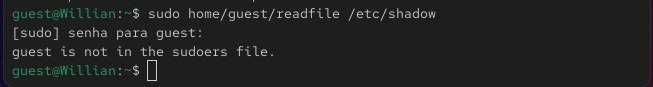 guest@Willian:~$ sudo home/guest/readfile /etc/shadow
[sudo] senha para guest:
guest is not in the sudoers file.
guest@Willian:~$